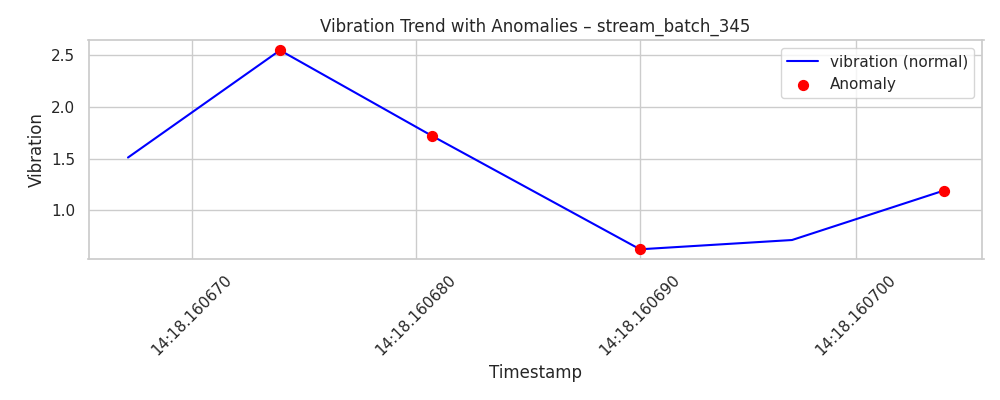 Vibration Trend with Anomalies – stream_batch_345
vibration (normal)
Anomaly
Vibration
2.5
2.0
1.5
1.0
14:18.160670
14:18.160680
14:18.160690
14:18.160700
Timestamp